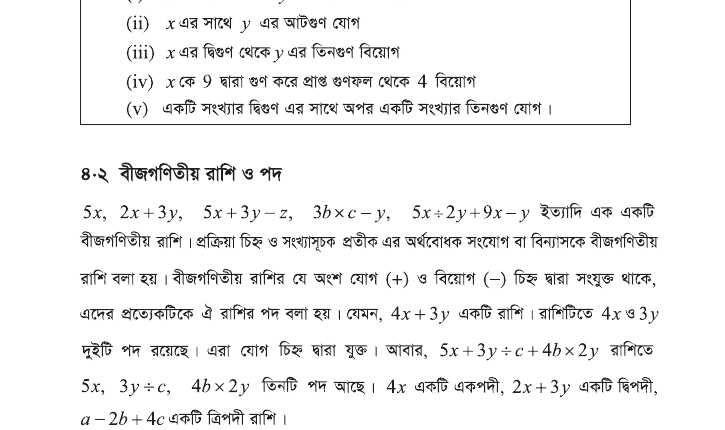 (ii) x এর সাথে y এর আটগুণ যোগ
(iii) x এর দ্বিগুণ থেকে y এর তিনগুণ বিয়োগ
(iv) x কে 9 দ্বারা গুণ করে প্রাপ্ত গুণফল থেকে 4 বিয়োগ
(v) একটি সংখ্যার দ্বিগুণ এর সাথে অপর একটি সংখ্যার তিনগুণ যোগ।
৪·২ বীজগণিতীয় রাশি ও পদ
5x, 2x+3y, 5x+3y−z, 3b×c−y, 5x÷2y+9x−y ইত্যাদি এক একটি
বীজগণিতীয় রাশি। প্রক্রিয়া চিহ্ন ও সংখ্যাসূচক প্রতীক এর অর্থবোধক সংযোগ বা বিন্যাসকে বীজগণিতীয়
রাশি বলা হয়। বীজগণিতীয় রাশির যে অংশ যোগ (+) ও বিয়োগ (−) চিহ্ন দ্বারা সংযুক্ত থাকে,
এদের প্রত্যেকটিকে ঐ রাশির পদ বলা হয়। যেমন, 4x+3y একটি রাশি। রাশিটিতে 4x ও 3y
দুইটি পদ রয়েছে। এরা যোগ চিহ্ন দ্বারা যুক্ত। আবার, 5x+3y÷c+4b×2y রাশিতে
5x, 3y÷c, 4b×2y তিনটি পদ আছে। 4x একটি একপদী, 2x+3y একটি দ্বিপদী,
a−2b+4c একটি ত্রিপদী রাশি।